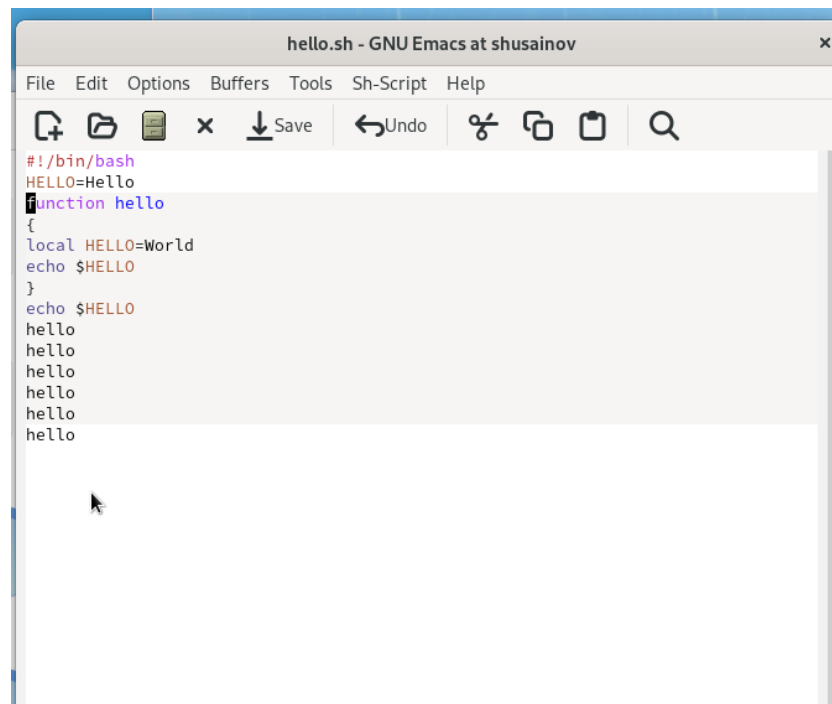 hello.sh - GNU Emacs at shusainov
File Edit Options Buffers Tools Sh-Script Help
Save Undo
#!/bin/bash
HELLO=Hello
function hello
{
local HELLO=World
echo $HELLO
}
echo $HELLO
hello
hello
hello
hello
hello
hello